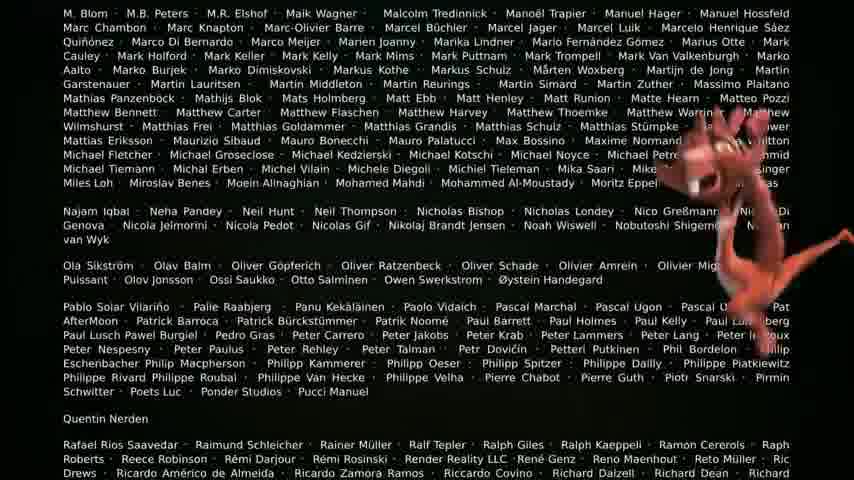 M. Blom · M.B. Peters · M.R. Elshof · Maik Wagner · Malcolm Tredinnick · Manoël Trapier · Manuel Hager · Manuel Hossfeld
Marc Chambon · Marc Knapton · Marc-Olivier Barre · Marcel Büchler · Marcel Jager · Marcel Luik · Marcelo Henrique Sáez
Quiñónez · Marco Di Bernardo · Marco Meijer · Marien Joanny · Marika Lindner · Mario Fernández Gómez · Marius Otte · Mark
Cauley · Mark Holford · Mark Keller · Mark Kelly · Mark Mims · Mark Puttnam · Mark Trompell · Mark Van Valkenburgh · Marko
Aalto · Marko Burjek · Marko Dimiskovski · Markus Kothe · Markus Schulz · Mårten Woxberg · Martijn de Jong · Martin
Garstenauer · Martin Lauritsen · Martin Middleton · Martin Reurings · Martin Simard · Martin Zuther · Massimo Plaitano
Mathias Panzenböck · Mathijs Blok · Mats Holmberg · Matt Ebb · Matt Henley · Matt Runion · Matte Hearn · Matteo Pozzi
Matthew Bennett · Matthew Carter · Matthew Flaschen · Matthew Harvey · Matthew Thoemke · Matthew
Wilmshurst · Matthias Frei · Matthias Goldammer · Matthias Grandis · Matthias Schulz · Matthias Stümpke
Mattias Eriksson · Maurizio Sibaud · Mauro Bonecchi · Mauro Palatucci · Max Bossino · Maxime
Michael Fletcher · Michael Groseclose · Michael Kedzierski · Michael Kotschi · Michael Noyce · Michael
Michael Tiemann · Michal Erben · Michel Vilain · Michele Diegoli · Michiel Tieleman · Mika Saari · Mike
Miles Loh · Miroslav Benes · Moein Allnaghian · Mohamed Mahdi · Mohammed Al-Moustady · Moritz
Najam Iqbal · Neha Pandey · Neil Hunt · Neil Thompson · Nicholas Bishop · Nicholas Londey · Nico Greßmann · Di
Genova · Nicola Jelmorini · Nicola Pedot · Nicolas Gif · Nikolaj Brandt Jensen · Noah Wiswell · Nobutoshi
van Wyk
Ola Sikström · Olav Balm · Oliver Göpferich · Oliver Ratzenbeck · Oliver Schade · Olivier Amrein · Olivier
Puissant · Olov Jonsson · Ossi Saukko · Otto Salminen · Owen Swerkstrom · Øystein Handegard
Pablo Solar Vilariño · Palie Raabjerg · Panu Kekäläinen · Paolo Vidaich · Pascal Marchal · Pascal Ugon · Pascal · Pat
AfterMoon · Patrick Barroca · Patrick Bürckstümmer · Patrik Noomé · Paul Barrett · Paul Holmes · Paul Kelly · Paul
Paul Lusch Pawel Burgiel · Pedro Gras · Peter Carrero · Peter Jakobs · Peter Krab · Peter Lammers · Peter Lang · Peter
Peter Nespesny · Peter Paulus · Peter Rehley · Peter Talman · Petr Dovičín · Petteri Putkinen · Phil Bordelon · Philip
Eschenbacher Philip Macpherson · Philip Kammerer · Philipp Oeser · Philipp Spitzer · Philippe Dailly · Philippe Piatkiewitz
Philippe Rivard Philippe Roubal · Philippe Van Hecke · Philippe Velha · Pierre Chabot · Pierre Guth · Piotr Snarski · Pirmin
Schwitter · Poets Luc · Ponder Studios · Pucci Manuel
Quentin Nerden
Rafael Rios Saavedar · Raimund Schleicher · Rainer Müller · Ralf Tepler · Ralph Giles · Ralph Kaeppeli · Ramon Cererols · Raph
Roberts · Reece Robinson · Rémi Darjour · Rémi Rosinski · Render Reality LLC · René Genz · Reno Maenhout · Reto Müller · Ric
Drews · Ricardo Américo de Almeida · Ricardo Zamora Ramos · Riccardo Covino · Richard Dalzell · Richard Dean · Richard